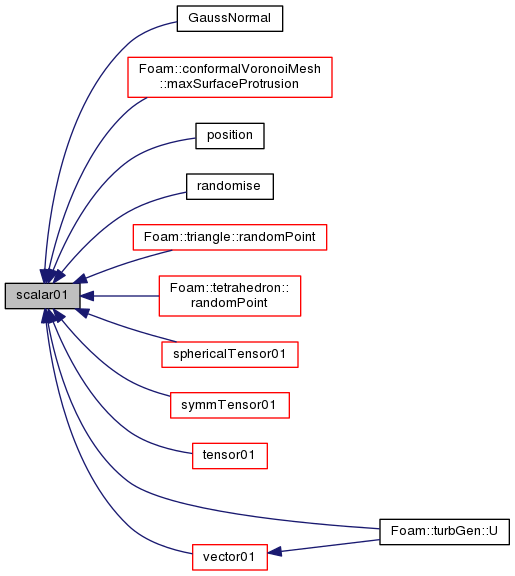 GaussNormal
Foam::conformalVoronoiMesh
::maxSurfaceProtrusion
position
randomise
Foam::triangle::randomPoint
scalar01
Foam::tetrahedron::
randomPoint
sphericalTensor01
symmTensor01
tensor01
Foam::turbGen::U
vector01